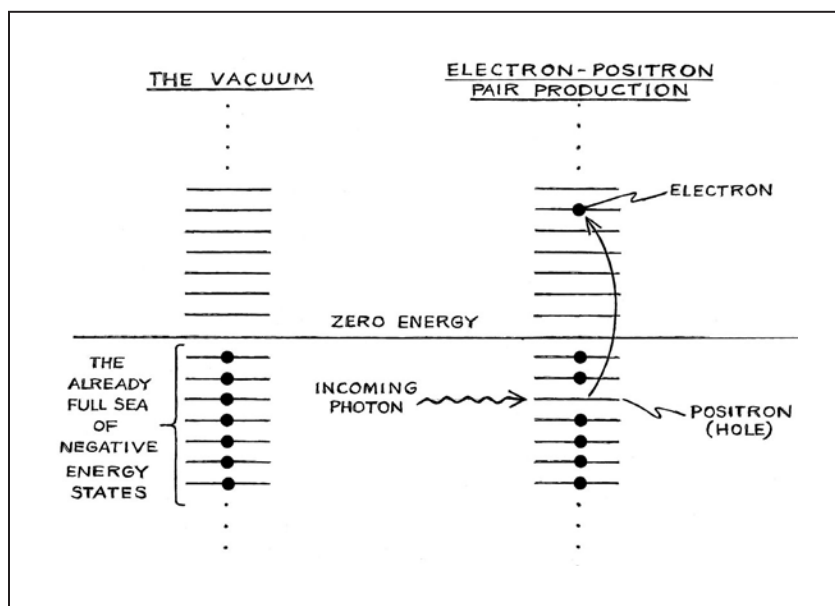 THE VACUUM
ELECTRON-POSITRON
PAIR PRODUCTION
ELECTRON
ZERO ENERGY
THE
ALREADY
FULL SEA
OF
NEGATIVE
ENERGY
STATES
INCOMING
PHOTON
POSITRON
(HOLE)